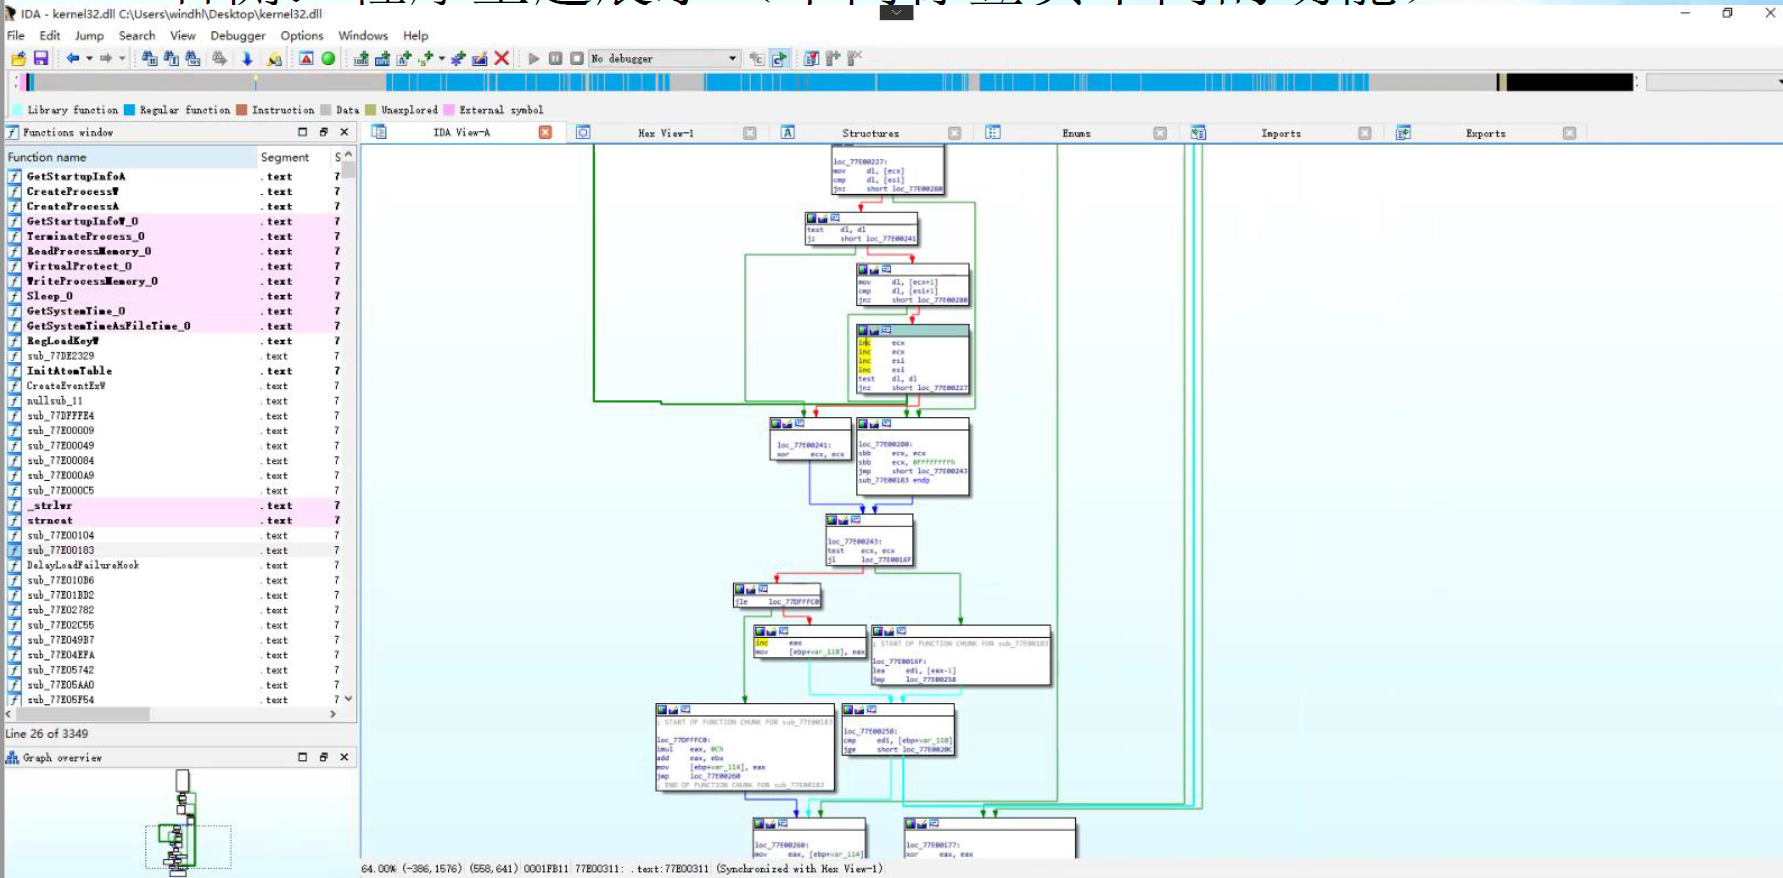 IDA - kernel32.dll C:\Users\windhl\Desktop\kernel32.dll
File Edit Jump Search View Debugger Options Windows Help
No debugger
Library function Regular function Instruction Data Unexplored External symbol
Functions window
IDA View-A Hex View-1 Structures Enums Imports Exports
Function name Segment S
GetStartupInfoA .text 7
CreateProcessW .text 7
CreateProcessA .text 7
GetStartupInfoW_0 .text 7
TerminateProcess_0 .text 7
ReadProcessMemory_0 .text 7
VirtualProtect_0 .text 7
WriteProcessMemory_0 .text 7
Sleep_0 .text 7
GetSystemTime_0 .text 7
GetSystemTimeAsFileTime_0 .text 7
RegLoadKeyW .text 7
sub_77DE2329 .text 7
InitAtomTable .text 7
CreateEventExW .text 7
nullsub_11 .text 7
sub_77DFFFE4 .text 7
sub_77E00009 .text 7
sub_77E00049 .text 7
sub_77E00084 .text 7
sub_77E000A9 .text 7
sub_77E000C5 .text 7
_strlwr .text 7
strncat .text 7
sub_77E00104 .text 7
sub_77E00183 .text 7
DelayLoadFailureHook .text 7
sub_77E010B6 .text 7
sub_77E01BD2 .text 7
sub_77E02782 .text 7
sub_77E02C55 .text 7
sub_77E049B7 .text 7
sub_77E04EFA .text 7
sub_77E05742 .text 7
sub_77E05AA0 .text 7
sub_77E05F54 .text 7
Line 26 of 3349
Graph overview
loc_77E00227:
mov dl, [ecx]
cmp dl, [esi]
jnz short loc_77E00280
test dl, dl
jz short loc_77E00241
mov dl, [ecx+1]
cmp dl, [esi+1]
jnz short loc_77E00280
inc ecx
inc ecx
inc esi
inc esi
test dl, dl
jnz short loc_77E00227
loc_77E00241:
xor ecx, ecx
loc_77E00280:
sbb ecx, ecx
sbb ecx, 0FFFFFFFFh
jmp short loc_77E00243
sub_77E00183 endp
loc_77E00243:
test ecx, ecx
jl loc_77E0016F
jle loc_77DFFFC0
inc eax
mov [ebp+var_118], eax
; START OF FUNCTION CHUNK FOR sub_77E00183
loc_77E0016F:
lea edi, [eax-1]
jmp loc_77E00258
; START OF FUNCTION CHUNK FOR sub_77E00183
loc_77DFFFC0:
imul eax, 0Ch
add eax, ebx
mov [ebp+var_114], eax
jmp loc_77E00260
; END OF FUNCTION CHUNK FOR sub_77E00183
loc_77E00258:
cmp edi, [ebp+var_118]
jge short loc_77E0020C
loc_77E00260:
mov eax, [ebp+var_114]
loc_77E00177:
xor eax, eax
64.00% (-386,1576) (558,641) 0001FB11 77E00311: .text:77E00311 (Synchronized with Hex View-1)